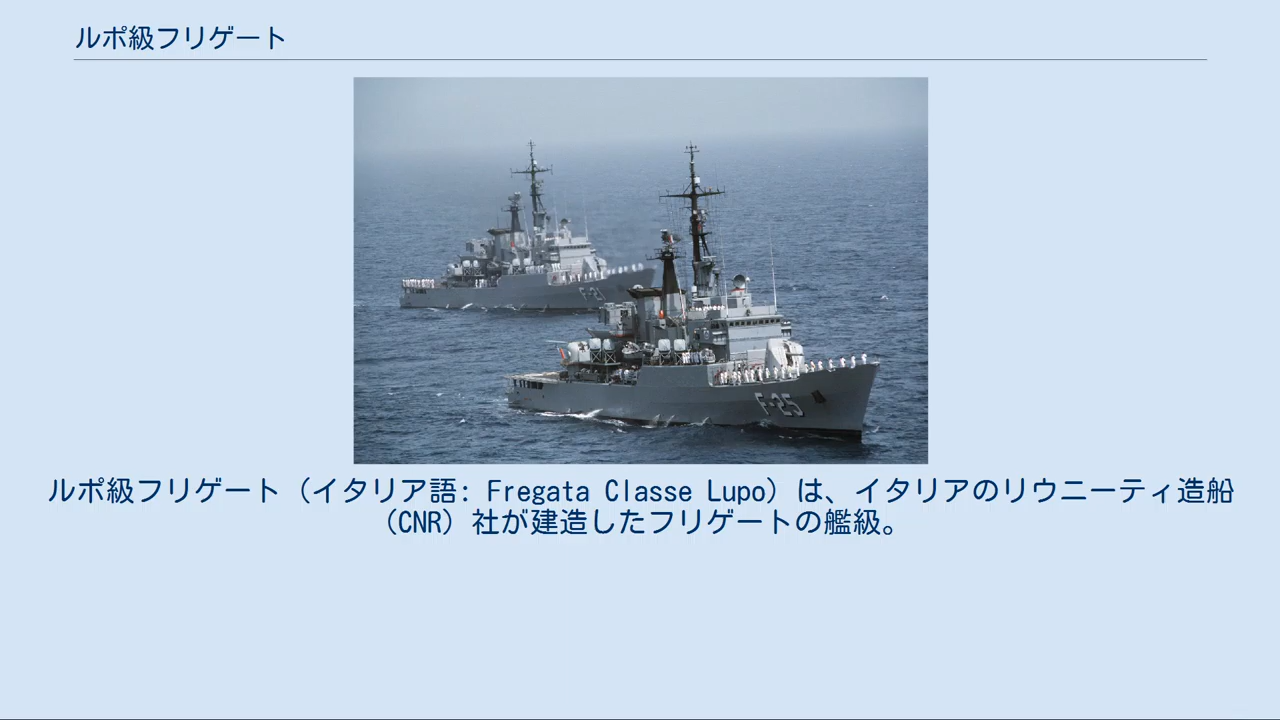 ルポ級フリゲート
F-21
F-25
ルポ級フリゲート（イタリア語: Fregata Classe Lupo）は、イタリアのリウニーティ造船
（CNR）社が建造したフリゲートの艦級。